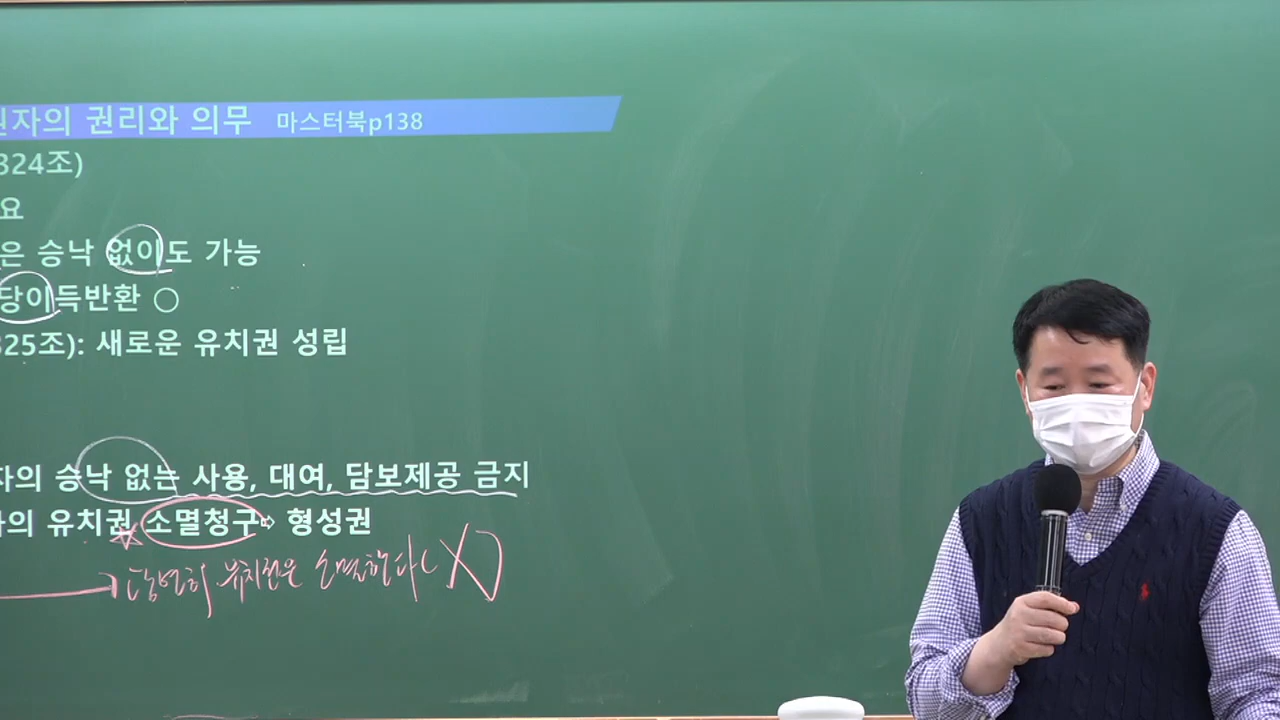 원자의 권리와 의무 마스터북p138
324조)
요
은 승낙 없이도 가능
당이득반환 ○
325조): 새로운 유치권 성립
자의 승낙 없는 사용, 대여, 담보제공 금지
자의 유치권 소멸청구⇨ 형성권
당연히 유치권은 소멸한다(X)